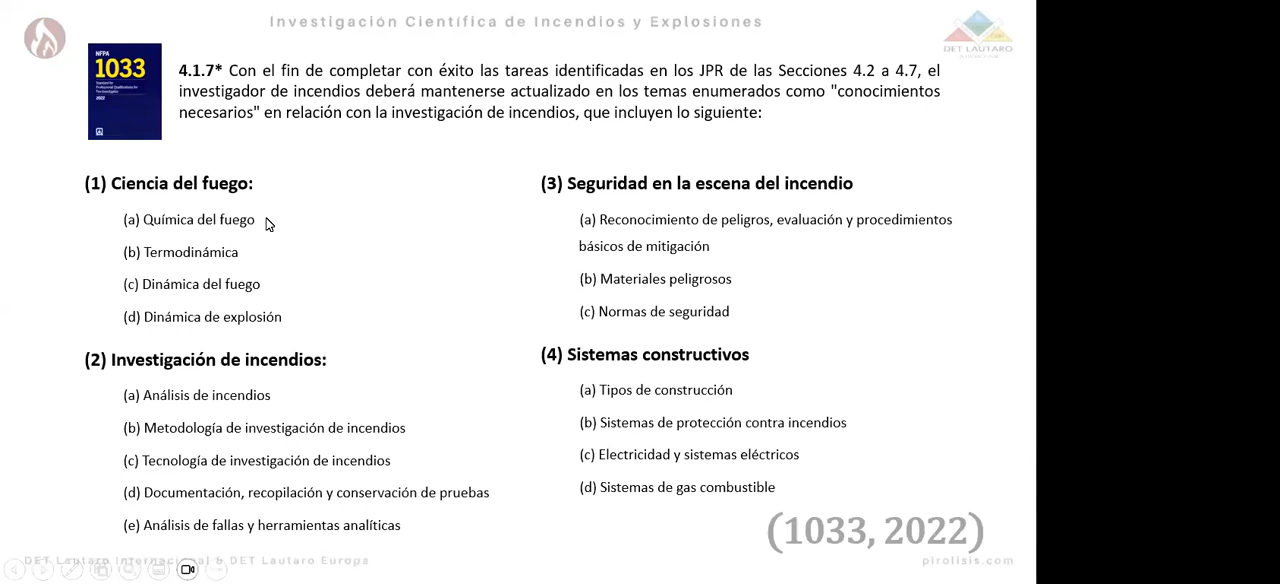 Investigación Científica de Incendios y Explosiones
DET LAUTARO
NFPA
1033
2022
4.1.7* Con el fin de completar con éxito las tareas identificadas en los JPR de las Secciones 4.2 a 4.7, el
investigador de incendios deberá mantenerse actualizado en los temas enumerados como "conocimientos
necesarios" en relación con la investigación de incendios, que incluyen lo siguiente:
(1) Ciencia del fuego:
(a) Química del fuego
(b) Termodinámica
(c) Dinámica del fuego
(d) Dinámica de explosión
(2) Investigación de incendios:
(a) Análisis de incendios
(b) Metodología de investigación de incendios
(c) Tecnología de investigación de incendios
(d) Documentación, recopilación y conservación de pruebas
(e) Análisis de fallas y herramientas analíticas
(3) Seguridad en la escena del incendio
(a) Reconocimiento de peligros, evaluación y procedimientos
básicos de mitigación
(b) Materiales peligrosos
(c) Normas de seguridad
(4) Sistemas constructivos
(a) Tipos de construcción
(b) Sistemas de protección contra incendios
(c) Electricidad y sistemas eléctricos
(d) Sistemas de gas combustible
(1033, 2022)
DET Lautaro Internacional & DET Lautaro Europa
pirolisis.com